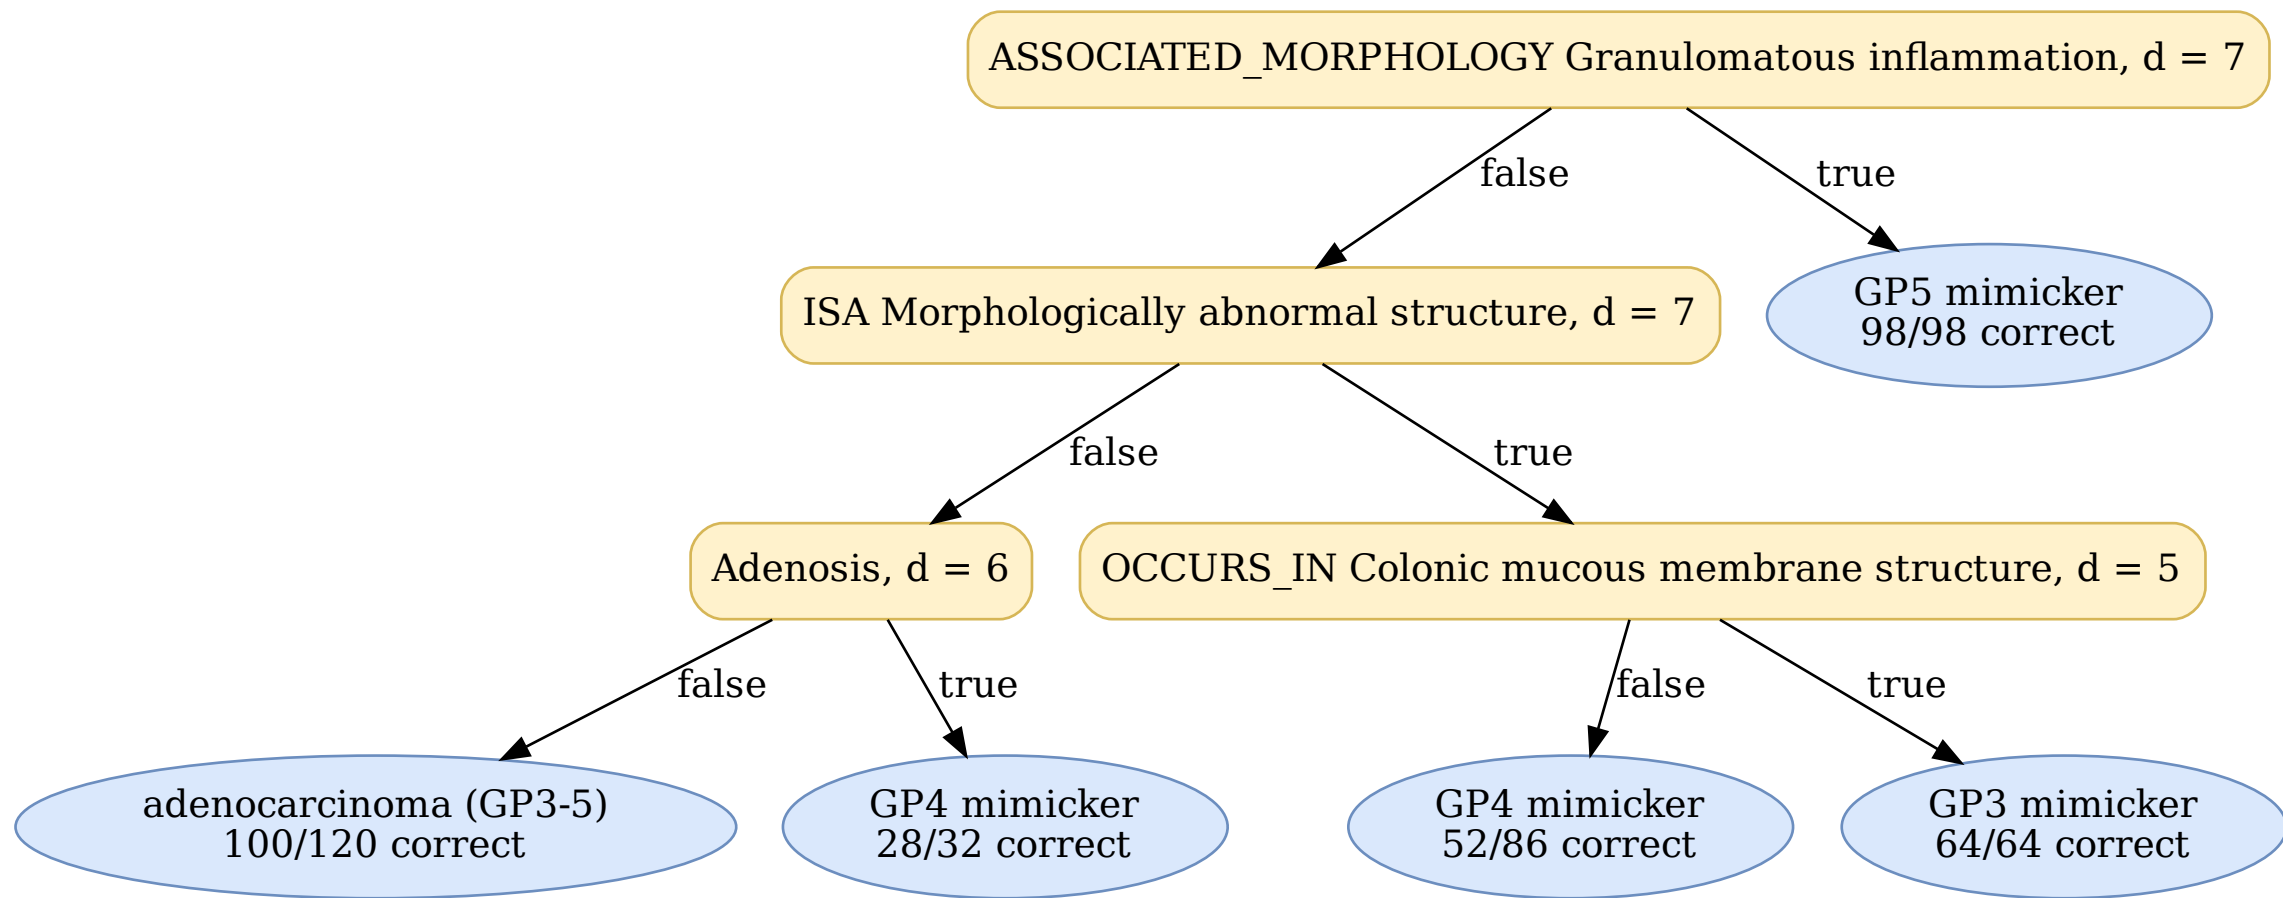 ASSOCIATED_MORPHOLOGY Granulomatous inflammation, d = 7
false
true
ISA Morphologically abnormal structure, d = 7
GP5 mimicker
98/98 correct
false
true
Adenosis, d = 6
OCCURS_IN Colonic mucous membrane structure, d = 5
false
true
false
true
adenocarcinoma (GP3-5)
100/120 correct
GP4 mimicker
28/32 correct
GP4 mimicker
52/86 correct
GP3 mimicker
64/64 correct